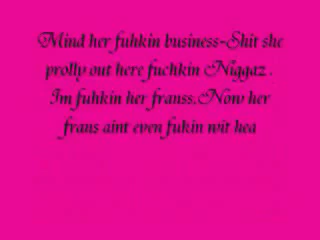 Mind her fuhkin business~Shit she
prolly out here fuchkin Niggaz .
Im fuhkin her franss.Now her
frans aint even fukin wit hea